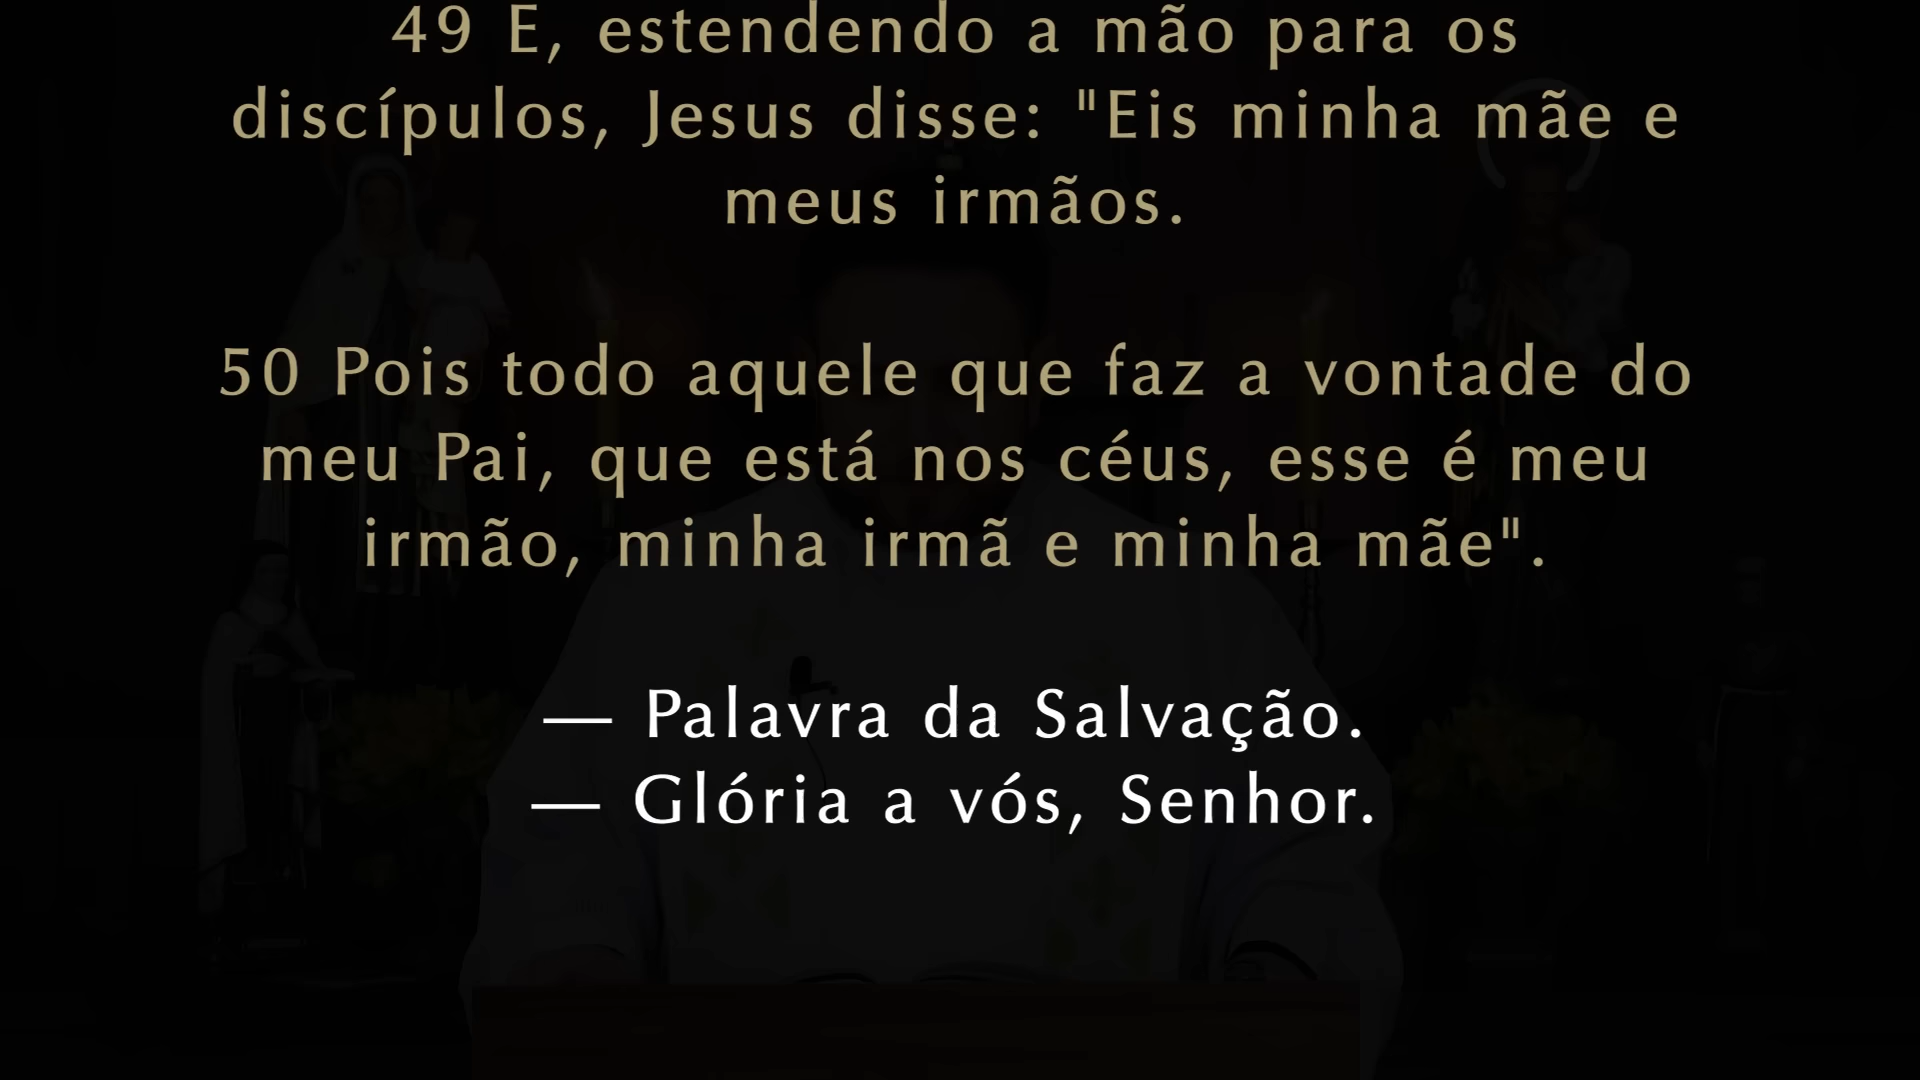 49 E, estendendo a mão para os
discípulos, Jesus disse: "Eis minha mãe e
meus irmãos.
50 Pois todo aquele que faz a vontade do
meu Pai, que está nos céus, esse é meu
irmão, minha irmã e minha mãe".
— Palavra da Salvação.
— Glória a vós, Senhor.